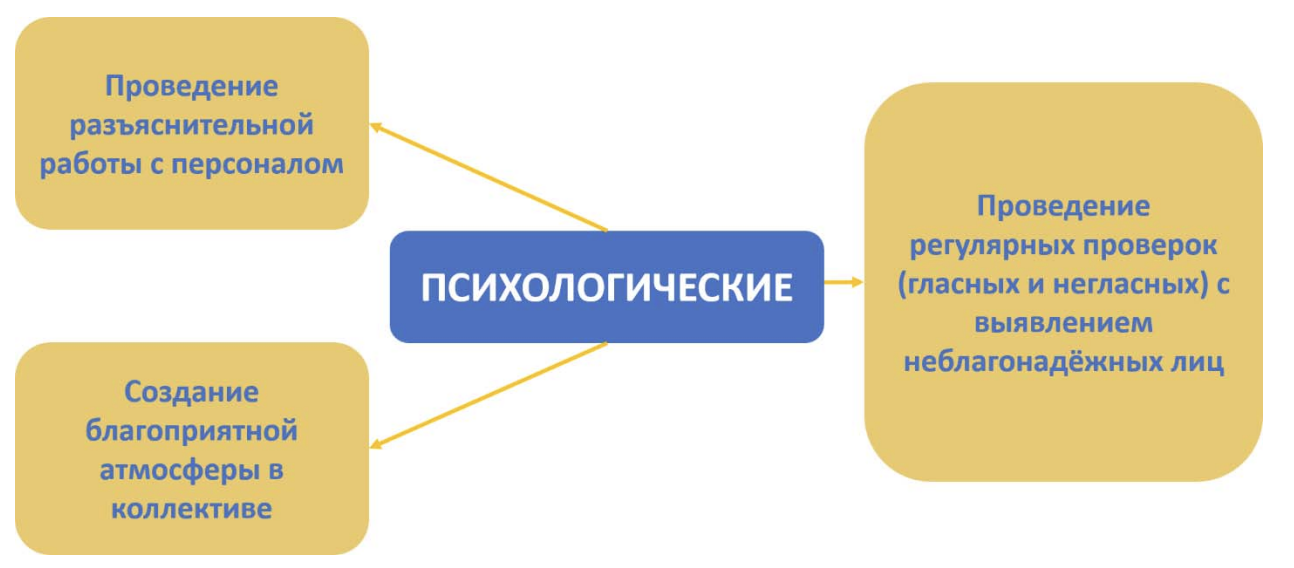 Проведение
разъяснительной
работы с персоналом
ПСИХОЛОГИЧЕСКИЕ
Создание
благоприятной
атмосферы в
коллективе
Проведение
регулярных проверок
(гласных и негласных) с
выявлением
неблагонадёжных лиц